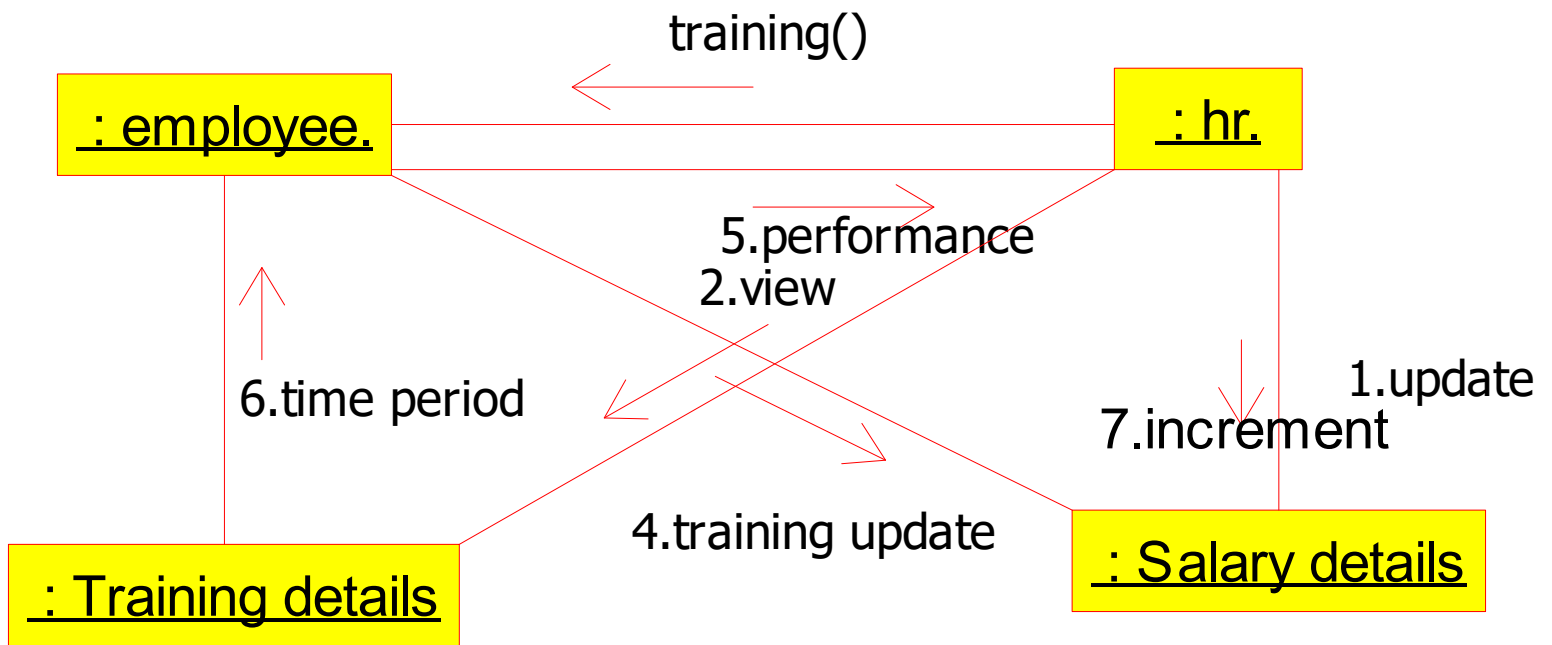 training()
: employee.
: hr.
5.performance
2.view
6.time period
1.update
7.increment
4.training update
: Salary details
: Training details